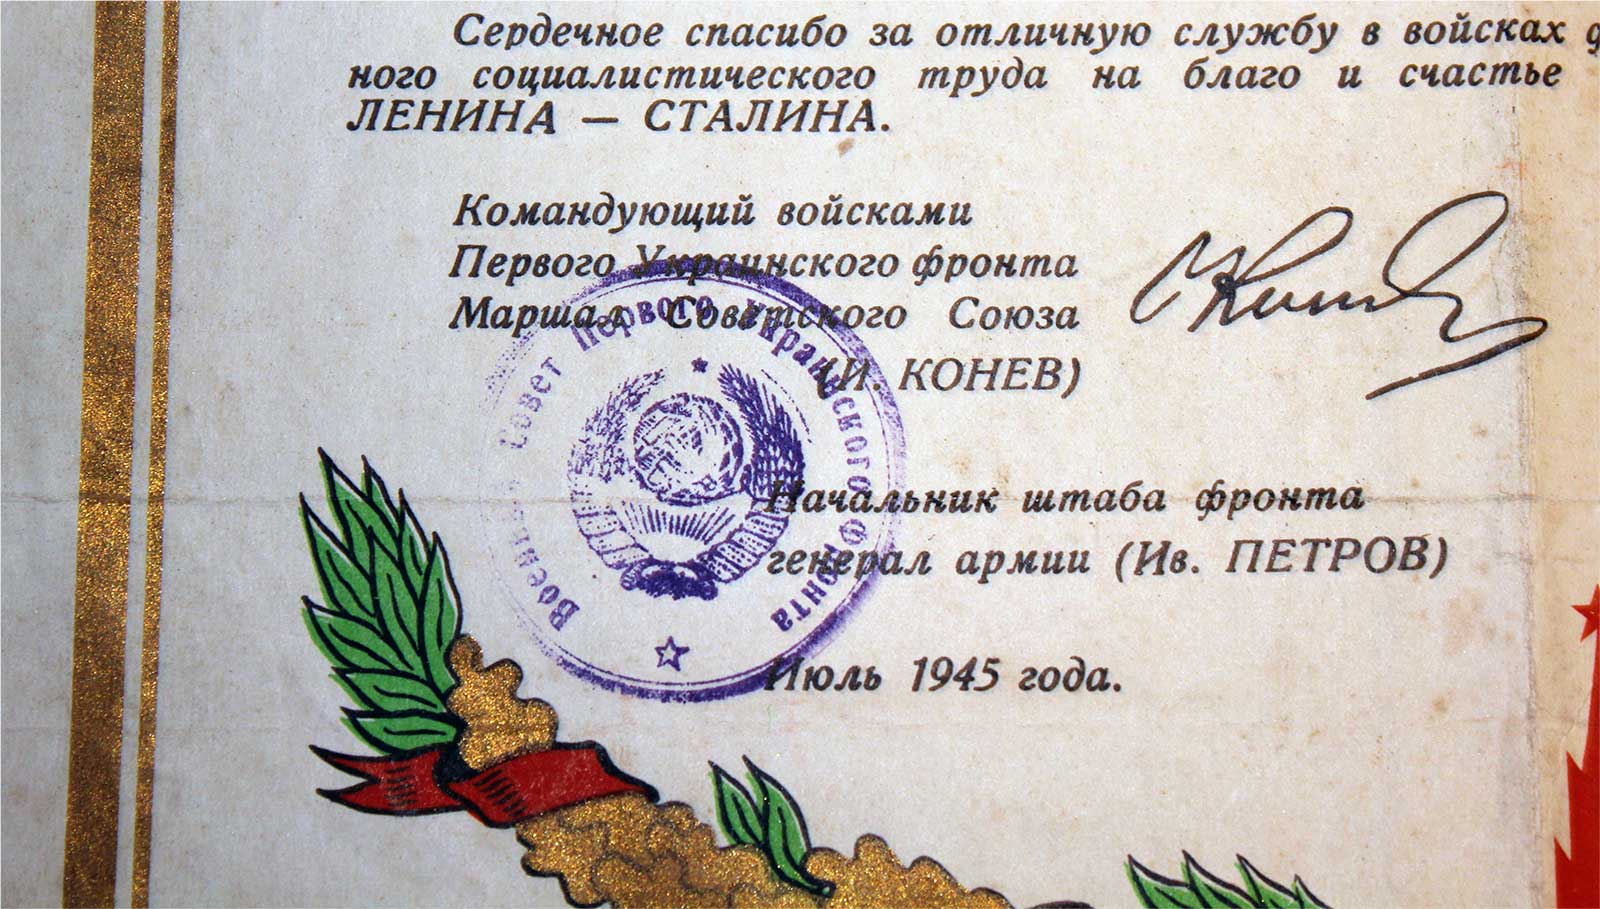 Сердечное спасибо за отличную службу в войсках
ного социалистического труда на благо и счастье
ЛЕНИНА — СТАЛИНА.
Командующий войсками
Первого Украинского фронта
Маршал Советского Союза
(И. КОНЕВ)
Начальник штаба фронта
генерал армии (Ив. ПЕТРОВ)
Июль 1945 года.
Совет Первого Украинского Фронта